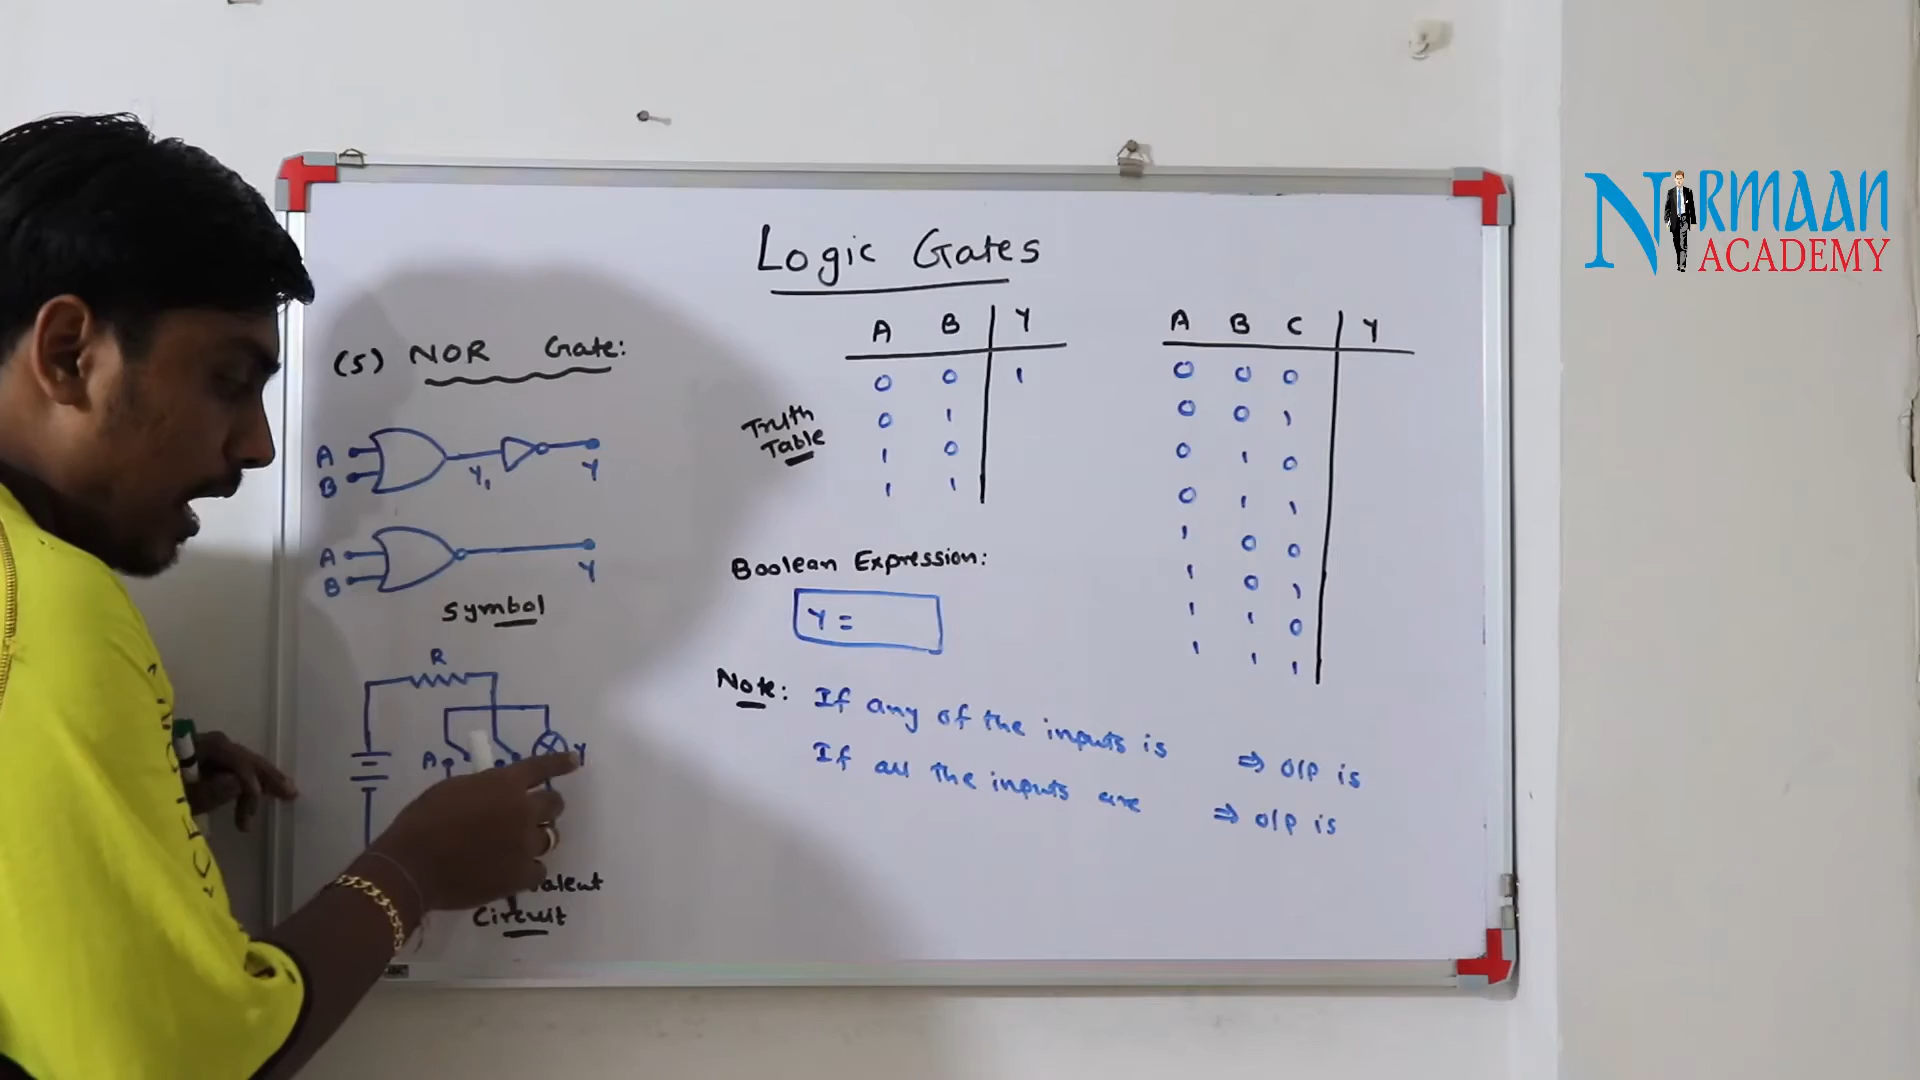 NIRMAAN
ACADEMY
Logic Gates
(5) NOR Gate:
A
B
Y1
Y
A
B
Y
Symbol
R
A
Y
Circuit
Truth
Table
A B Y
0 0 1
0 1
1 0
1 1
Boolean Expression:
Y =
A B C Y
0 0 0
0 0 1
0 1 0
0 1 1
1 0 0
1 0 1
1 1 0
1 1 1
Note: If any of the inputs is ⇒ O/P is
If all the inputs are ⇒ O/P is